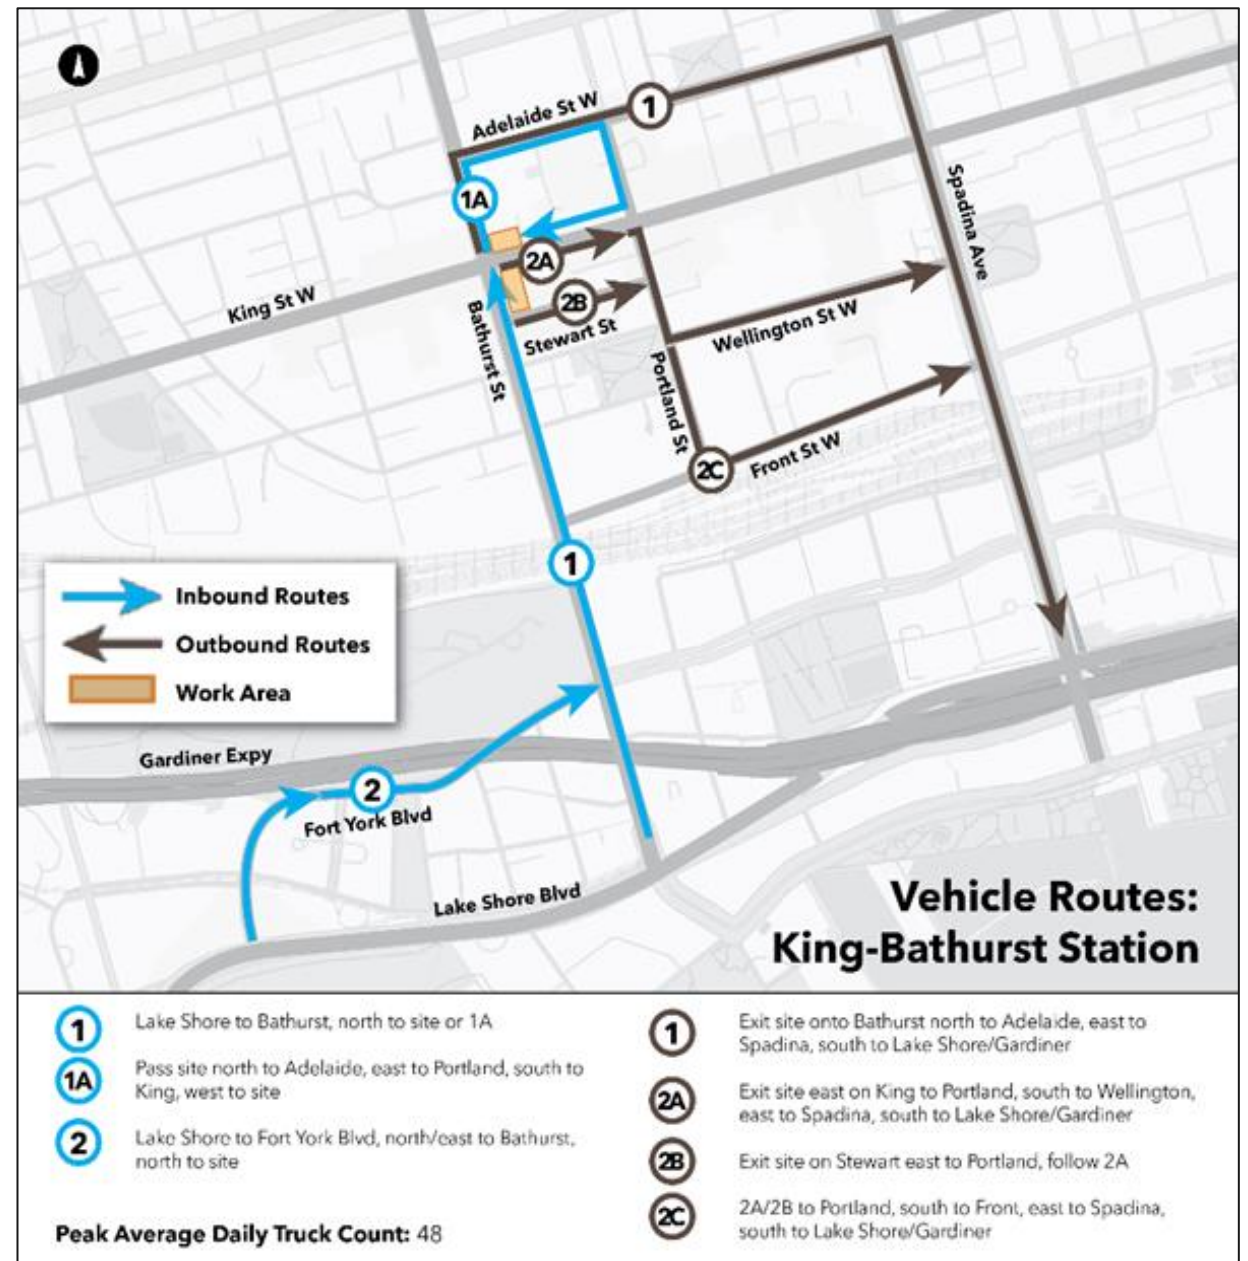 Adelaide St W
1
1A
Spadina Ave
2A
King St W
2B
Bathurst St
Stewart St
Wellington St W
Portland St
2C
Front St W
1
Inbound Routes
Outbound Routes
Work Area
Gardiner Expy
2
Fort York Blvd
Lake Shore Blvd
Vehicle Routes:
King-Bathurst Station
1
Lake Shore to Bathurst, north to site or 1A
1A
Pass site north to Adelaide, east to Portland, south to
King, west to site
2
Lake Shore to Fort York Blvd, north/east to Bathurst,
north to site
Peak Average Daily Truck Count: 48
1
Exit site onto Bathurst north to Adelaide, east to
Spadina, south to Lake Shore/Gardiner
2A
Exit site east on King to Portland, south to Wellington,
east to Spadina, south to Lake Shore/Gardiner
2B
Exit site on Stewart east to Portland, follow 2A
2C
2A/2B to Portland, south to Front, east to Spadina,
south to Lake Shore/Gardiner